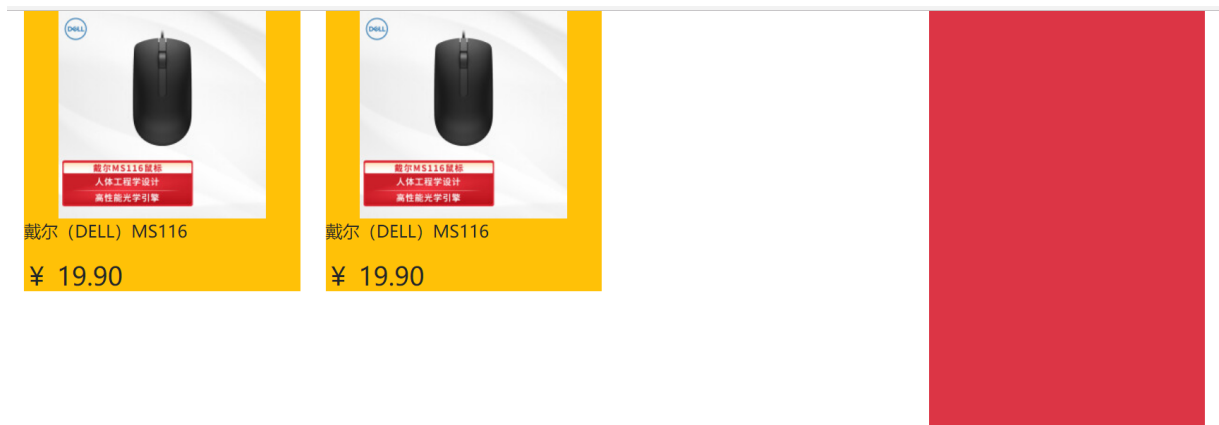 DELL
戴尔MS116鼠标
人体工程学设计
高性能光学引擎
戴尔（DELL）MS116
¥ 19.90
DELL
戴尔MS116鼠标
人体工程学设计
高性能光学引擎
戴尔（DELL）MS116
¥ 19.90